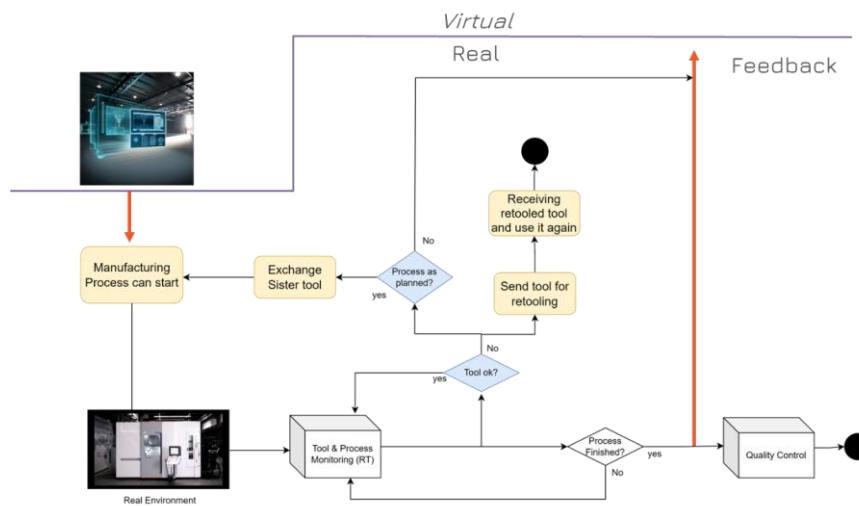 Virtual
Real
Feedback
Receiving
retooled tool
and use it again
No
Manufacturing
Process can start
Exchange
Sister tool
Process as
planned?
yes
Send tool for
retooling
No
Tool ok?
yes
Tool & Process
Monitoring (RT)
Process
Finished?
yes
No
Quality Control
Real Environment